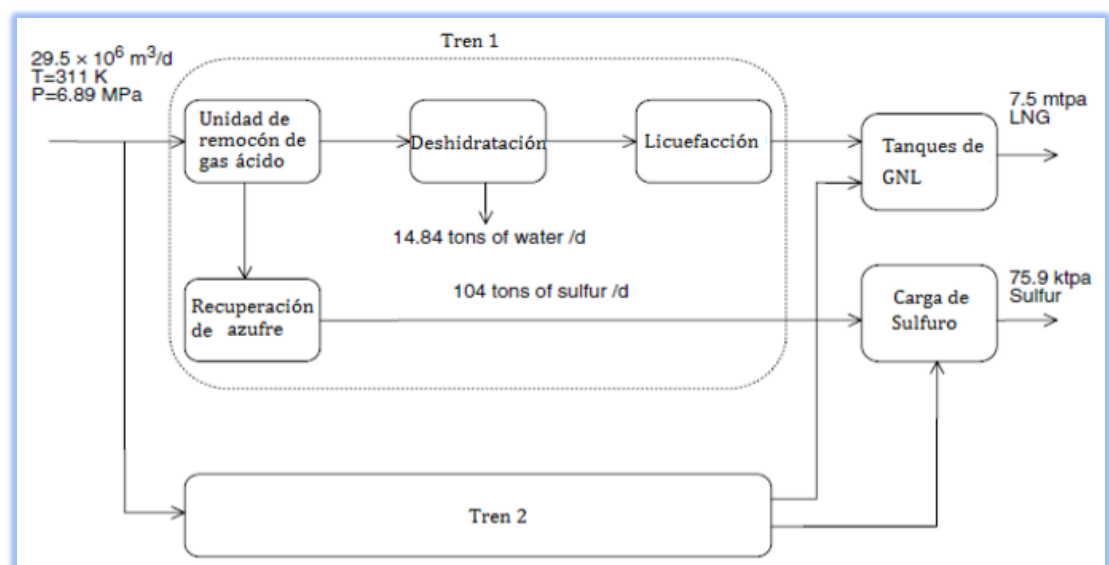 Tren 1
29.5 × 10⁶ m³/d
T=311 K
P=6.89 MPa
Unidad de
remocón de
gas ácido
Deshidratación
Licuefacción
Tanques de
GNL
7.5 mtpa
LNG
14.84 tons of water /d
Recuperación
de azufre
104 tons of sulfur /d
Carga de
Sulfuro
75.9 ktpa
Sulfur
Tren 2